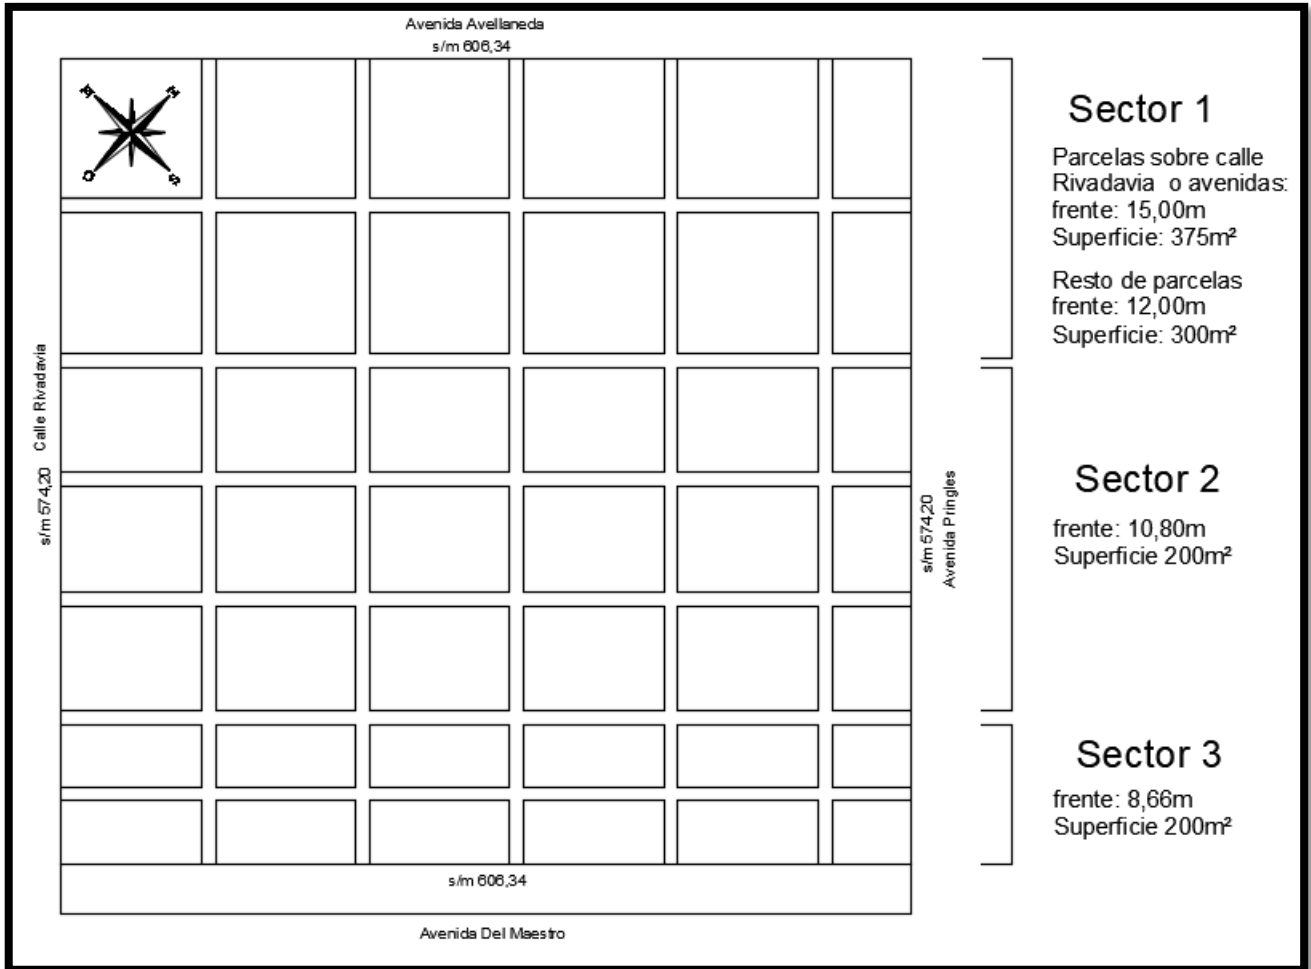 Avenida Avellaneda
s/m 606,34
N
E
O
S
Calle Rivadavia
s/m 574,20
s/m 574,20
Avenida Pringles
s/m 606,34
Avenida Del Maestro
Sector 1
Parcelas sobre calle
Rivadavia o avenidas:
frente: 15,00m
Superficie: 375m²
Resto de parcelas
frente: 12,00m
Superficie: 300m²
Sector 2
frente: 10,80m
Superficie 200m²
Sector 3
frente: 8,66m
Superficie 200m²